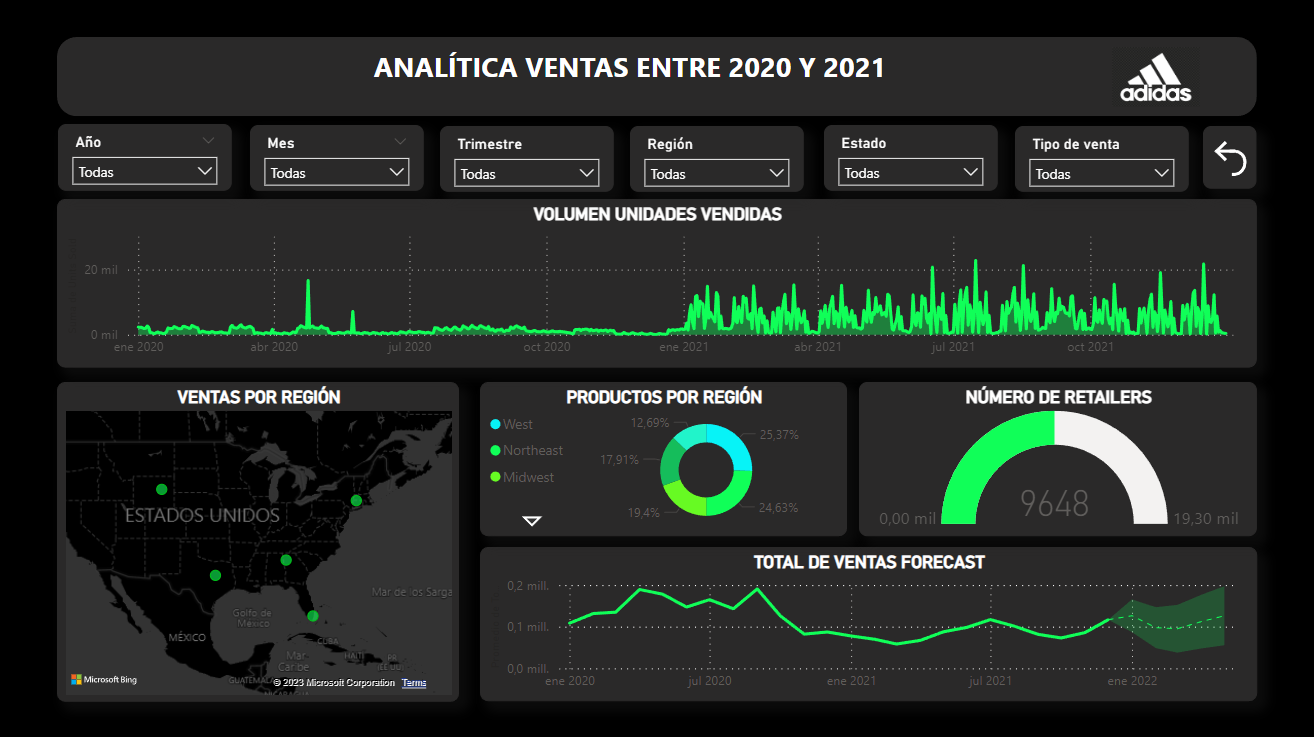 ANALÍTICA VENTAS ENTRE 2020 Y 2021
adidas
Año
Todas
Mes
Todas
Trimestre
Todas
Región
Todas
Estado
Todas
Tipo de venta
Todas
VOLUMEN UNIDADES VENDIDAS
20 mil
0 mil
ene 2020
abr 2020
jul 2020
oct 2020
ene 2021
abr 2021
jul 2021
oct 2021
VENTAS POR REGIÓN
ESTADOS UNIDOS
Mar de los Sarga
Golfo de
México
MÉXICO
CUBA
HAITÍ
PR
(EE.UU.)
Mar
Caribe
GUATEMALA
NICARAGUA
Microsoft Bing
© 2023 Microsoft Corporation Terms
PRODUCTOS POR REGIÓN
West
Northeast
Midwest
12,69%
25,37%
17,91%
19,4%
24,63%
NÚMERO DE RETAILERS
9648
0,00 mil
19,30 mil
TOTAL DE VENTAS FORECAST
0,2 mill.
0,1 mill.
0,0 mill.
ene 2020
jul 2020
ene 2021
jul 2021
ene 2022